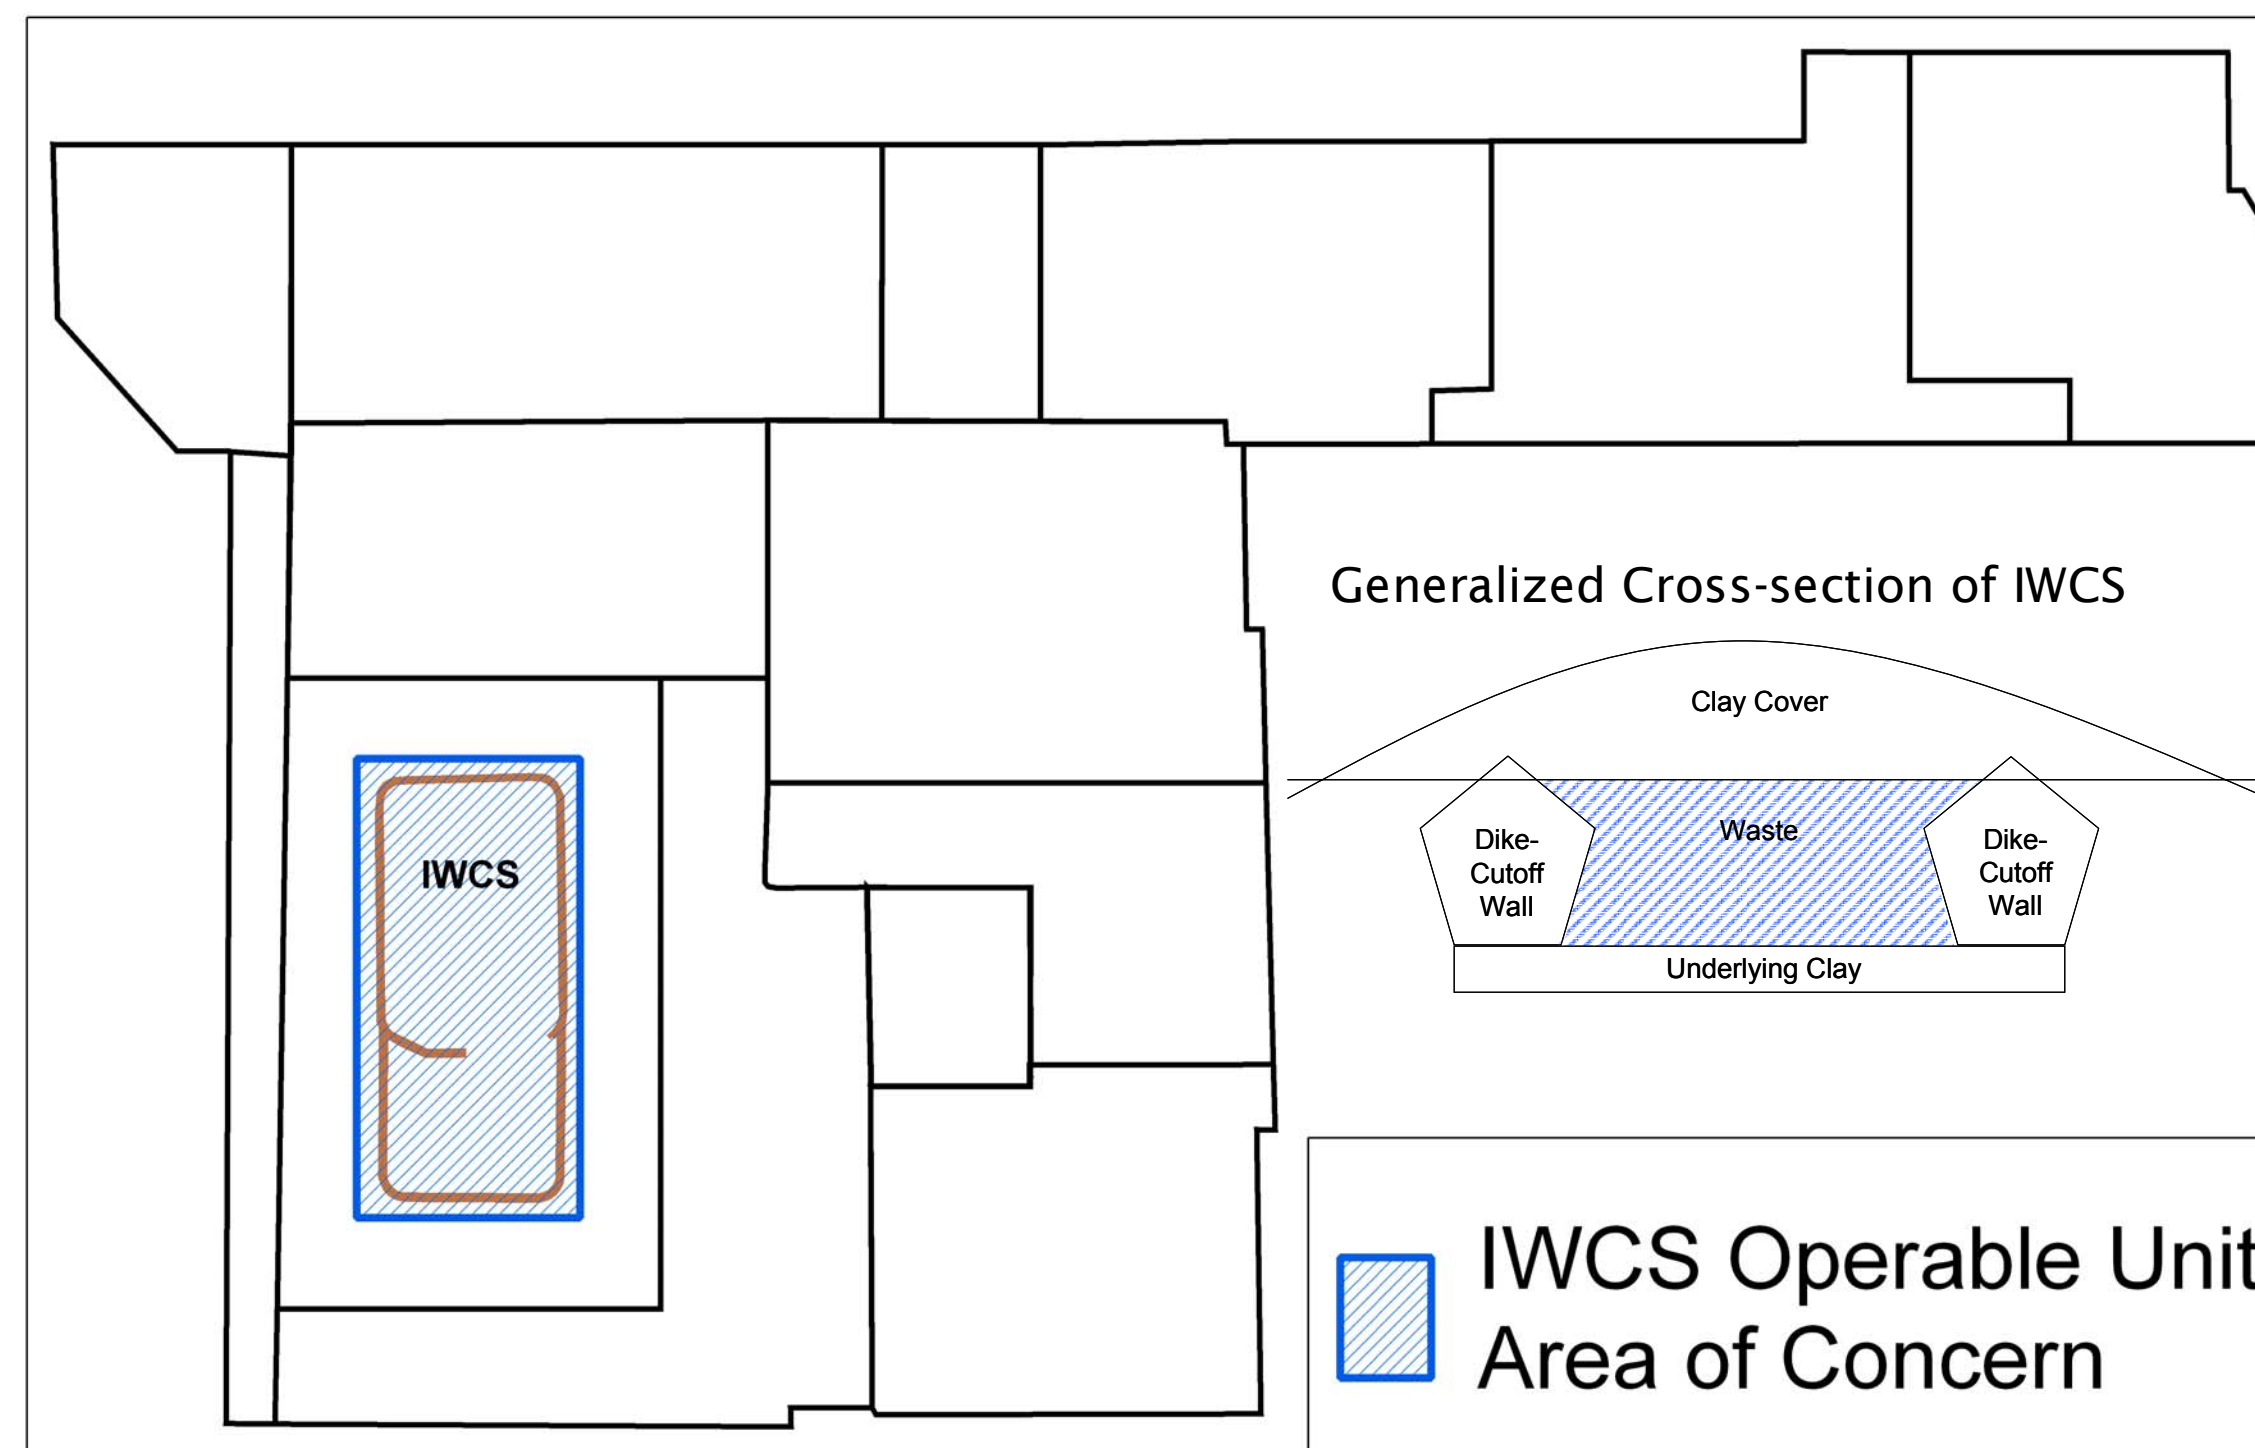 Generalized Cross-section of IWCS
Clay Cover
Waste
Dike-
Cutoff
Wall
Dike-
Cutoff
Wall
Underlying Clay
IWCS
IWCS Operable Unit
Area of Concern